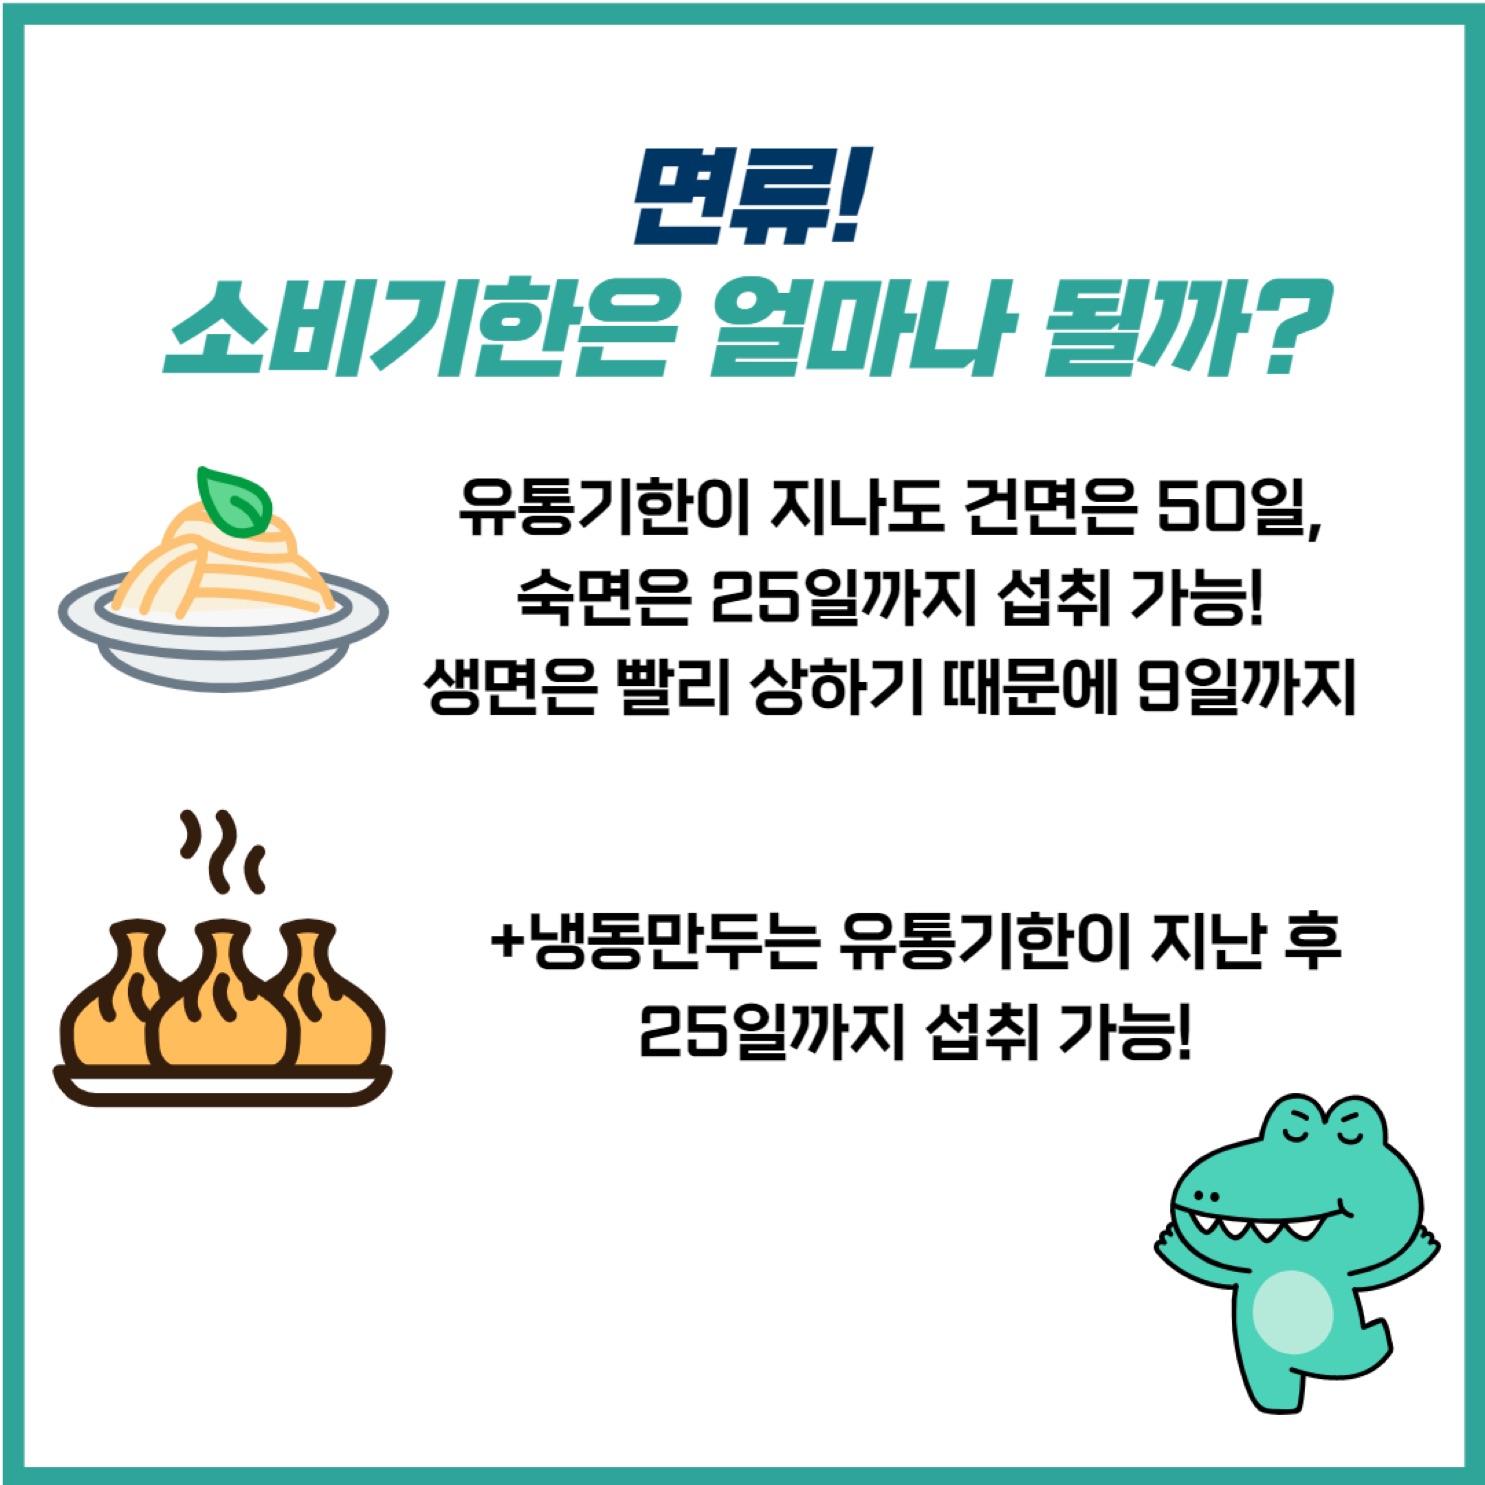 면류!
소비기한은 얼마나 될까?
유통기한이 지나도 건면은 50일,
숙면은 25일까지 섭취 가능!
생면은 빨리 상하기 때문에 9일까지
+냉동만두는 유통기한이 지난 후
25일까지 섭취 가능!